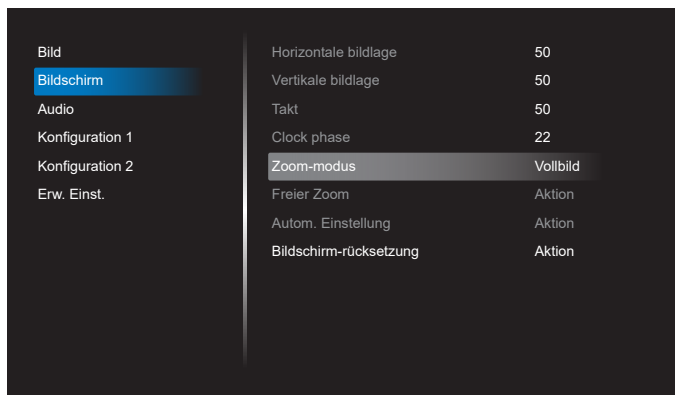 Bild
Bildschirm
Audio
Konfiguration 1
Konfiguration 2
Erw. Einst.
Horizontale bildlage 50
Vertikale bildlage 50
Takt 50
Clock phase 22
Zoom-modus Vollbild
Freier Zoom Aktion
Autom. Einstellung Aktion
Bildschirm-rücksetzung Aktion